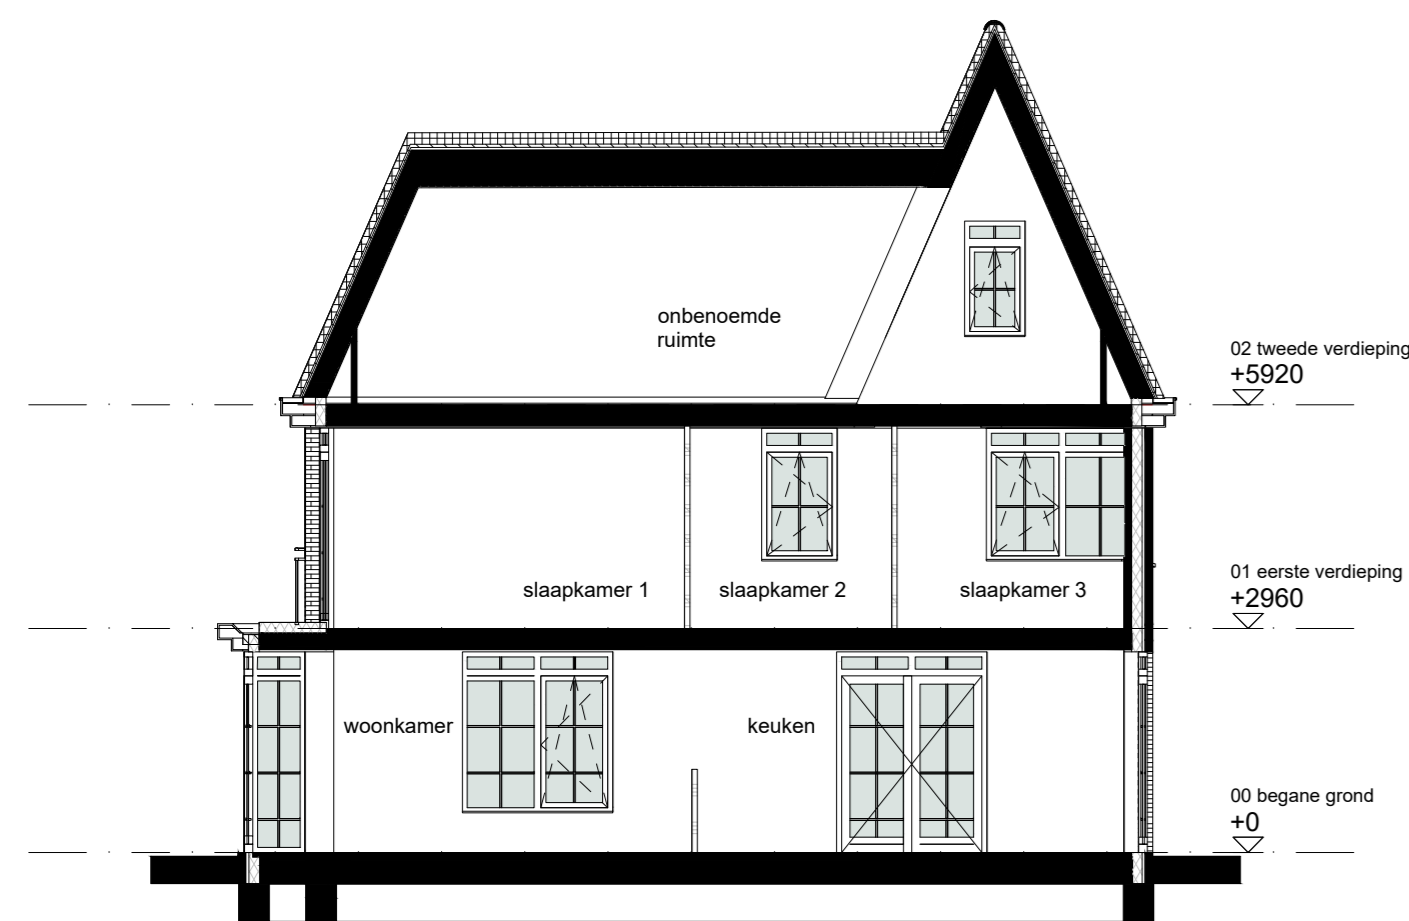 onbenoemde
ruimte
02 tweede verdieping
+5920
slaapkamer 1
slaapkamer 2
slaapkamer 3
01 eerste verdieping
+2960
woonkamer
keuken
00 begane grond
+0